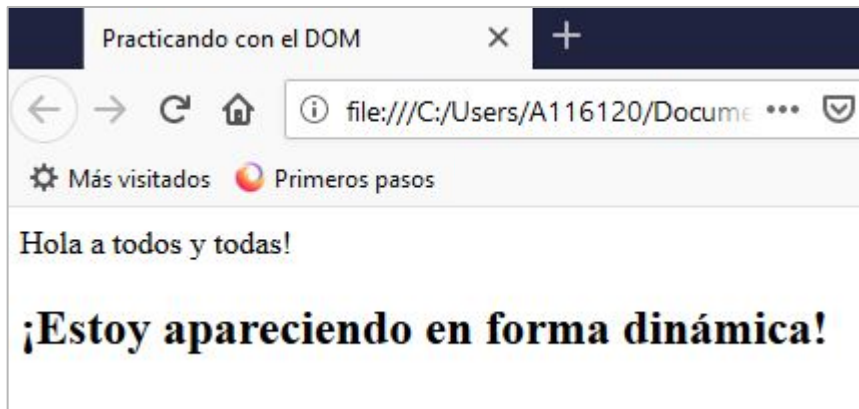 Practicando con el DOM
file:///C:/Users/A116120/Docume
Más visitados Primeros pasos
Hola a todos y todas!
¡Estoy apareciendo en forma dinámica!